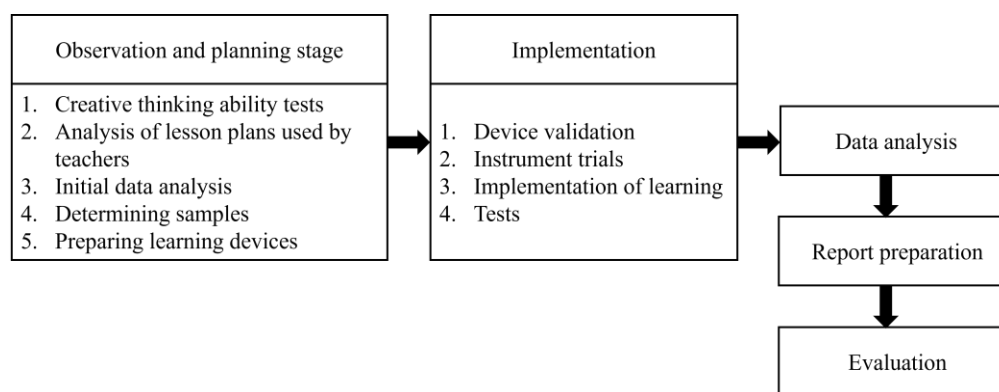 Observation and planning stage
1. Creative thinking ability tests
2. Analysis of lesson plans used by
teachers
3. Initial data analysis
4. Determining samples
5. Preparing learning devices
Implementation
1. Device validation
2. Instrument trials
3. Implementation of learning
4. Tests
Data analysis
Report preparation
Evaluation